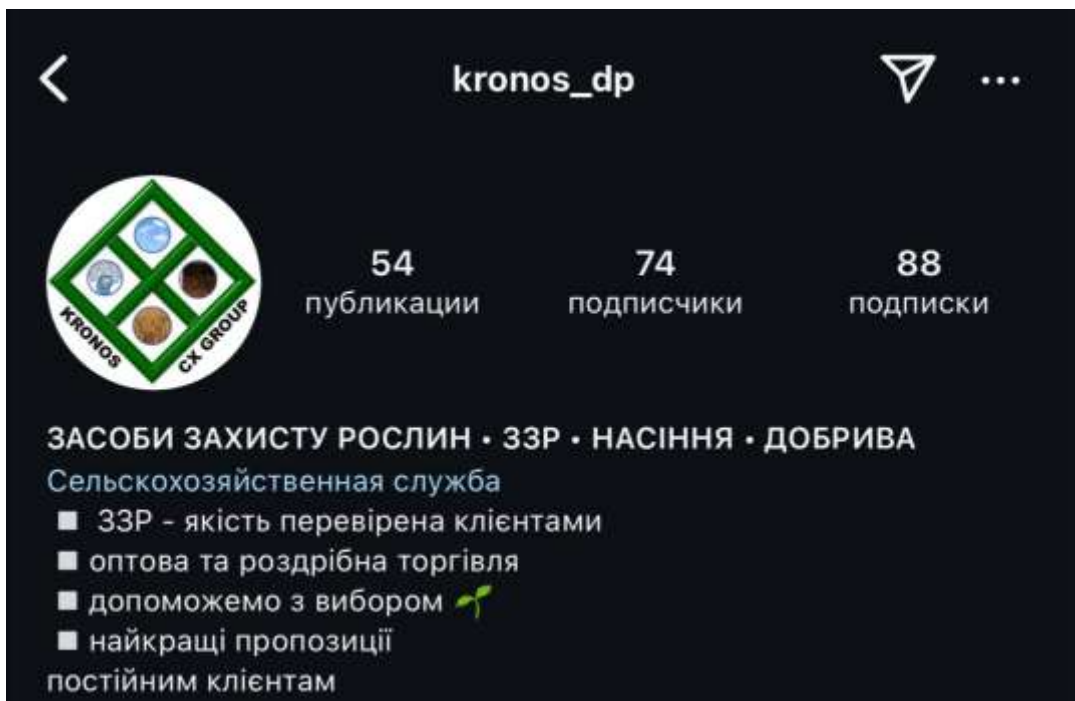 kronos_dp
KRONOS
CX GROUP
54
публикации
74
подписчики
88
подписки
ЗАСОБИ ЗАХИСТУ РОСЛИН • ЗЗР • НАСІННЯ • ДОБРИВА
Сельскохозяйственная служба
ЗЗР - якість перевірена клієнтами
оптова та роздрібна торгівля
допоможемо з вибором 🌱
найкращі пропозиції
постійним клієнтам